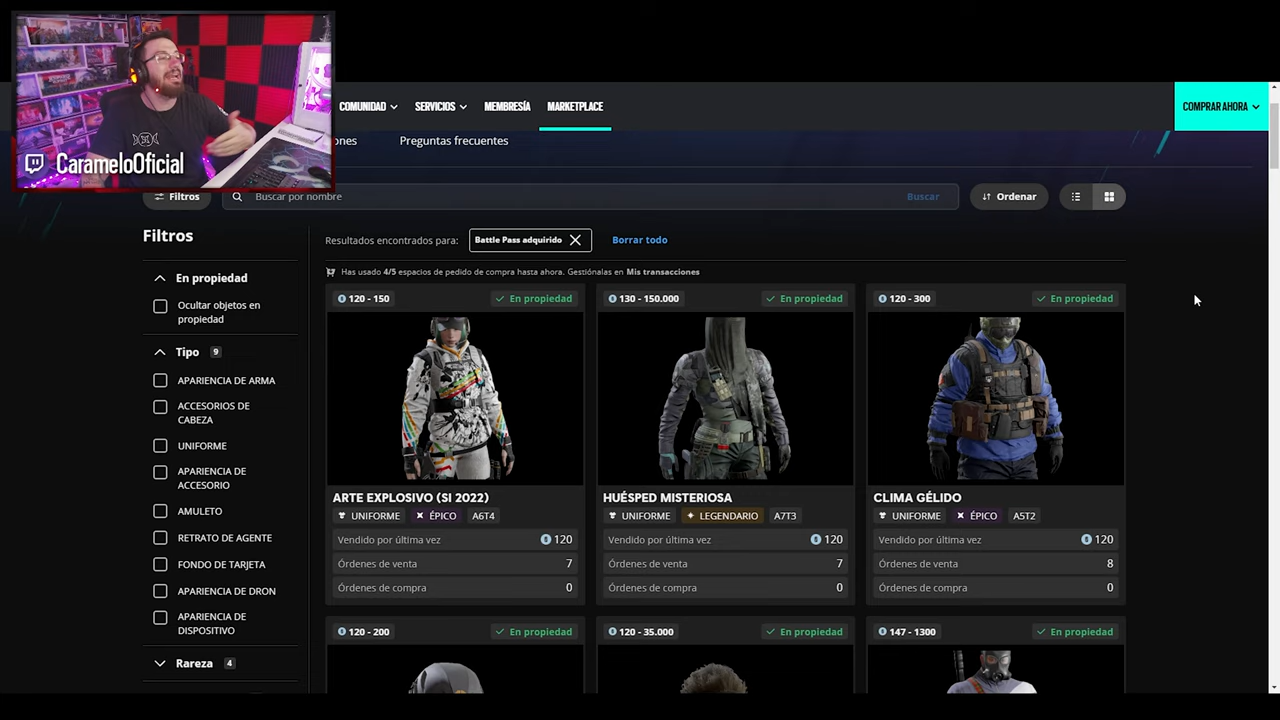 CarameloOficial
COMUNIDAD
SERVICIOS
MEMBRESÍA
MARKETPLACE
COMPRAR AHORA
ones
Preguntas frecuentes
Filtros
Buscar por nombre
Buscar
Ordenar
Filtros
Resultados encontrados para:
Battle Pass adquirido
Borrar todo
Has usado 4/5 espacios de pedido de compra hasta ahora. Gestiónalas en Mis transacciones
En propiedad
Ocultar objetos en
propiedad
Tipo 9
APARIENCIA DE ARMA
ACCESORIOS DE
CABEZA
UNIFORME
APARIENCIA DE
ACCESORIO
AMULETO
RETRATO DE AGENTE
FONDO DE TARJETA
APARIENCIA DE DRON
APARIENCIA DE
DISPOSITIVO
Rareza 4
120 - 150
En propiedad
ARTE EXPLOSIVO (SI 2022)
UNIFORME ÉPICO A6T4
Vendido por última vez 120
Órdenes de venta 7
Órdenes de compra 0
130 - 150.000
En propiedad
HUÉSPED MISTERIOSA
UNIFORME LEGENDARIO A7T3
Vendido por última vez 120
Órdenes de venta 7
Órdenes de compra 0
120 - 300
En propiedad
CLIMA GÉLIDO
UNIFORME ÉPICO A5T2
Vendido por última vez 120
Órdenes de venta 8
Órdenes de compra 0
120 - 200
En propiedad
120 - 35.000
En propiedad
147 - 1300
En propiedad